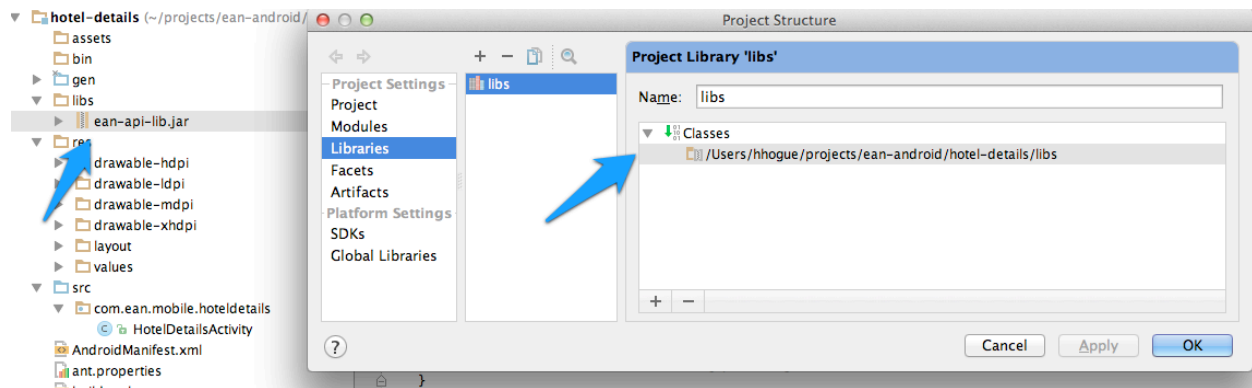 hotel-details (~/projects/ean-android/
assets
bin
gen
libs
ean-api-lib.jar
res
drawable-hdpi
drawable-ldpi
drawable-mdpi
drawable-xhdpi
layout
values
src
com.ean.mobile.hoteldetails
HotelDetailsActivity
AndroidManifest.xml
ant.properties
Project Structure
Project Settings
Project
Modules
Libraries
Facets
Artifacts
Platform Settings
SDKs
Global Libraries
libs
Project Library 'libs'
Name: libs
Classes
/Users/hhogue/projects/ean-android/hotel-details/libs
?
Cancel
Apply
OK
}